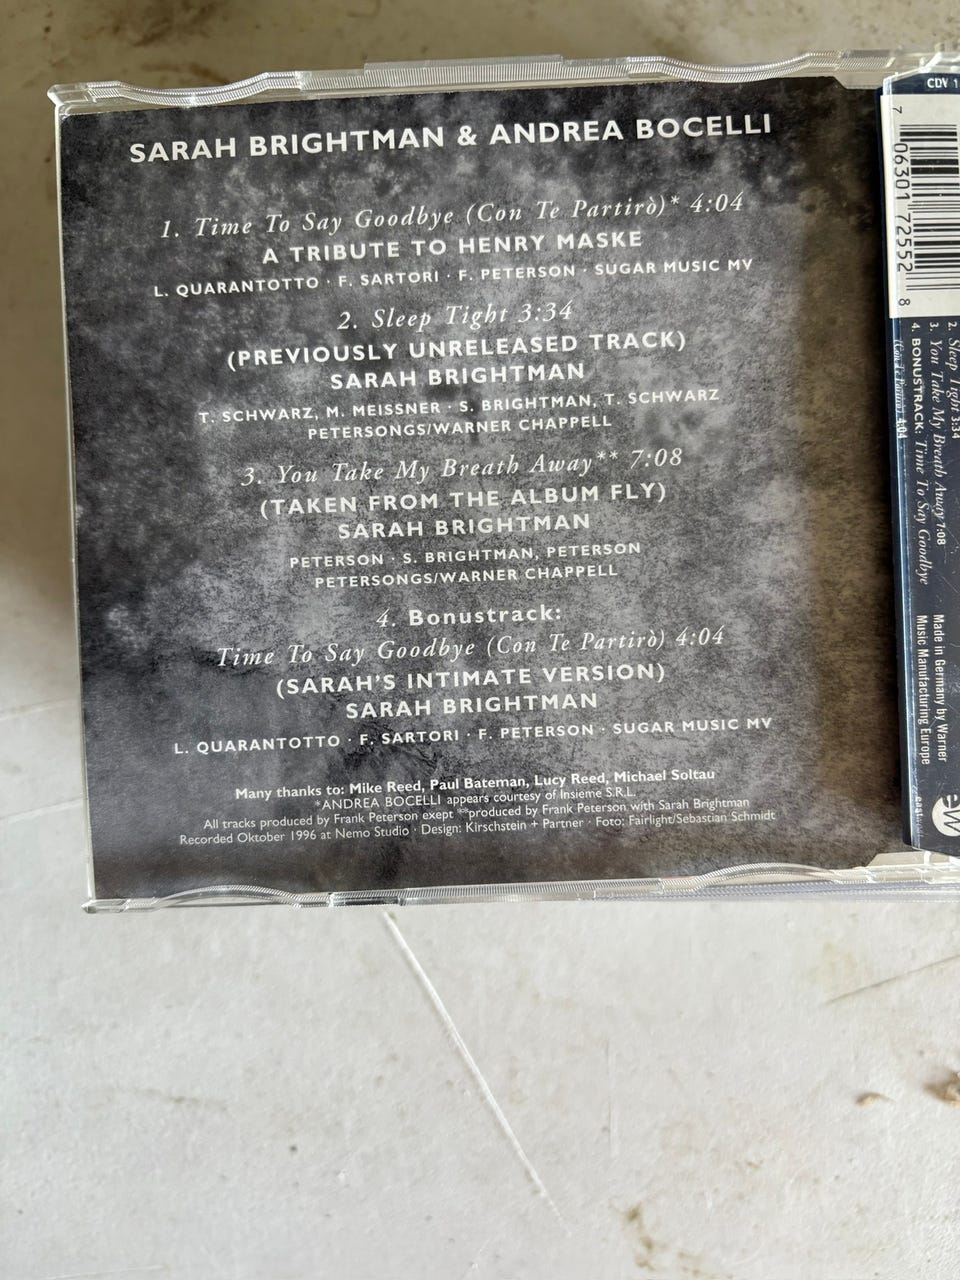 SARAH BRIGHTMAN & ANDREA BOCELLI
1. Time To Say Goodbye (Con Te Partirò)* 4:04
A TRIBUTE TO HENRY MASKE
L. QUARANTOTTO · F. SARTORI · F. PETERSON · SUGAR MUSIC MV
2. Sleep Tight 3:34
(PREVIOUSLY UNRELEASED TRACK)
SARAH BRIGHTMAN
T. SCHWARZ, M. MEISSNER · S. BRIGHTMAN, T. SCHWARZ
PETERSONGS/WARNER CHAPPELL
3. You Take My Breath Away** 7:08
(TAKEN FROM THE ALBUM FLY)
SARAH BRIGHTMAN
PETERSON · S. BRIGHTMAN, PETERSON
PETERSONGS/WARNER CHAPPELL
4. Bonustrack:
Time To Say Goodbye (Con Te Partirò) 4:04
(SARAH'S INTIMATE VERSION)
SARAH BRIGHTMAN
L. QUARANTOTTO · F. SARTORI · F. PETERSON · SUGAR MUSIC MV
Many thanks to: Mike Reed, Paul Bateman, Lucy Reed, Michael Soltau
*ANDREA BOCELLI appears courtesy of Insieme S.R.L.
All tracks produced by Frank Peterson exept **produced by Frank Peterson with Sarah Brightman
Recorded Oktober 1996 at Nemo Studio · Design: Kirschstein + Partner · Foto: Fairlight/Sebastian Schmidt
CDV 1
7 06301 72552 8
2. Sleep Tight 3:34
3. You Take My Breath Away 7:08
4. BONUSTRACK: Time To Say Goodbye
(Con Te Partirò) 4:04
Made in Germany by Warner
Music Manufacturing Europe
eastwest
ew